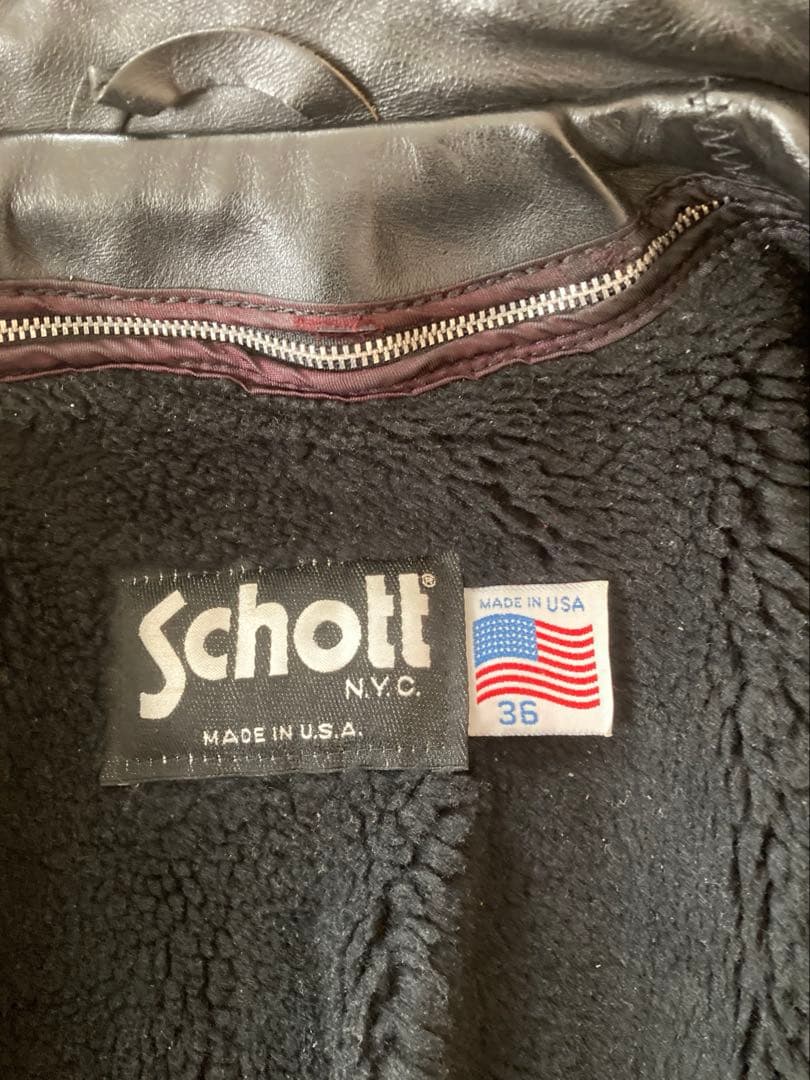 Schott®
N.Y.C.
MADE IN U.S.A.
MADE IN USA
36